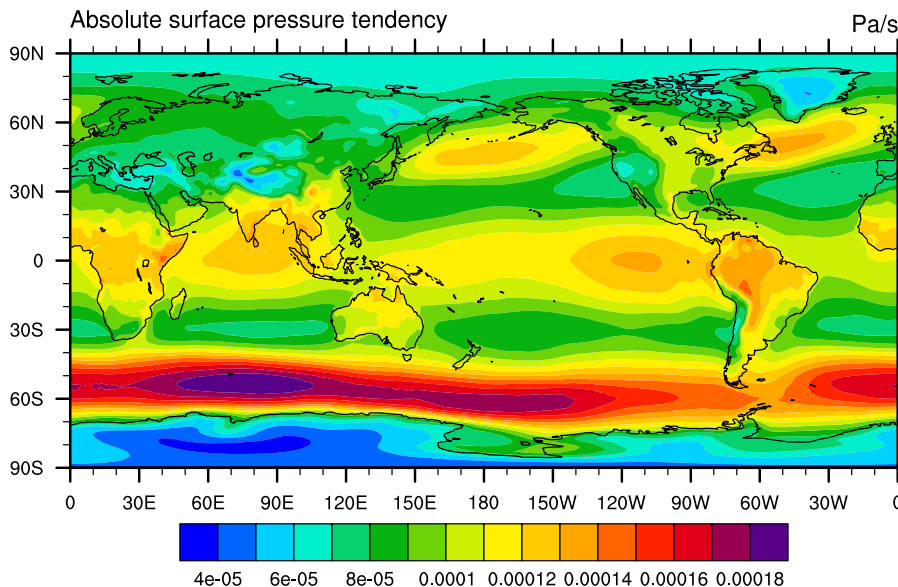 Absolute surface pressure tendency Pa/s
90N
60N
30N
0
30S
60S
90S
0 30E 60E 90E 120E 150E 180 150W 120W 90W 60W 30W 0
4e-05 6e-05 8e-05 0.0001 0.00012 0.00014 0.00016 0.00018